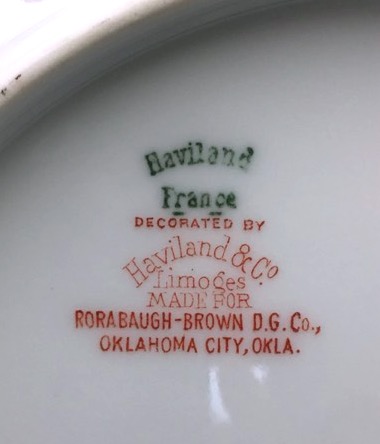 Haviland
France
DECORATED BY
Haviland & Co.
Limoges
MADE FOR
RORABAUGH-BROWN D.G. Co.,
OKLAHOMA CITY, OKLA.